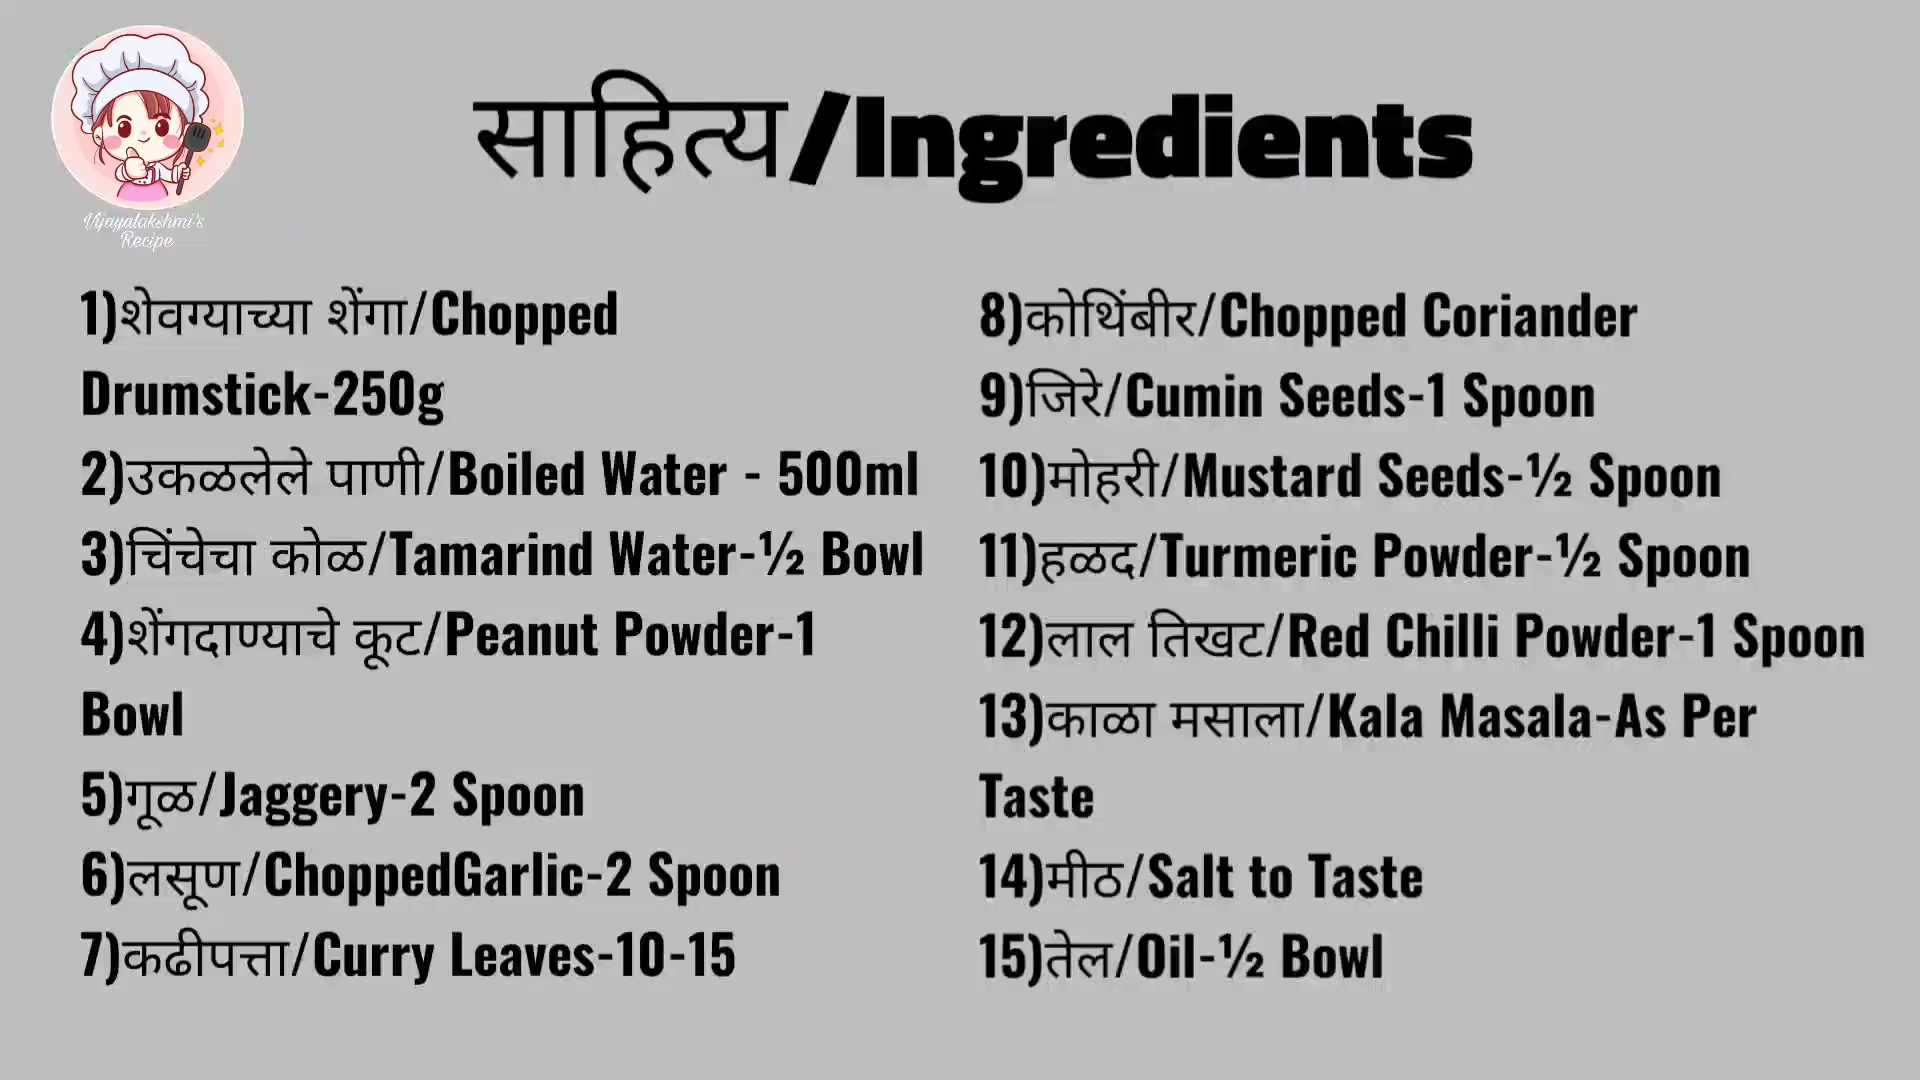 Vijayalakshmi's
Recipe
साहित्य/Ingredients
1)शेवग्याच्या शेंगा/Chopped
Drumstick-250g
2)उकळलेले पाणी/Boiled Water - 500ml
3)चिंचेचा कोळ/Tamarind Water-½ Bowl
4)शेंगदाण्याचे कूट/Peanut Powder-1
Bowl
5)गूळ/Jaggery-2 Spoon
6)लसूण/ChoppedGarlic-2 Spoon
7)कढीपत्ता/Curry Leaves-10-15
8)कोथिंबीर/Chopped Coriander
9)जिरे/Cumin Seeds-1 Spoon
10)मोहरी/Mustard Seeds-½ Spoon
11)हळद/Turmeric Powder-½ Spoon
12)लाल तिखट/Red Chilli Powder-1 Spoon
13)काळा मसाला/Kala Masala-As Per
Taste
14)मीठ/Salt to Taste
15)तेल/Oil-½ Bowl